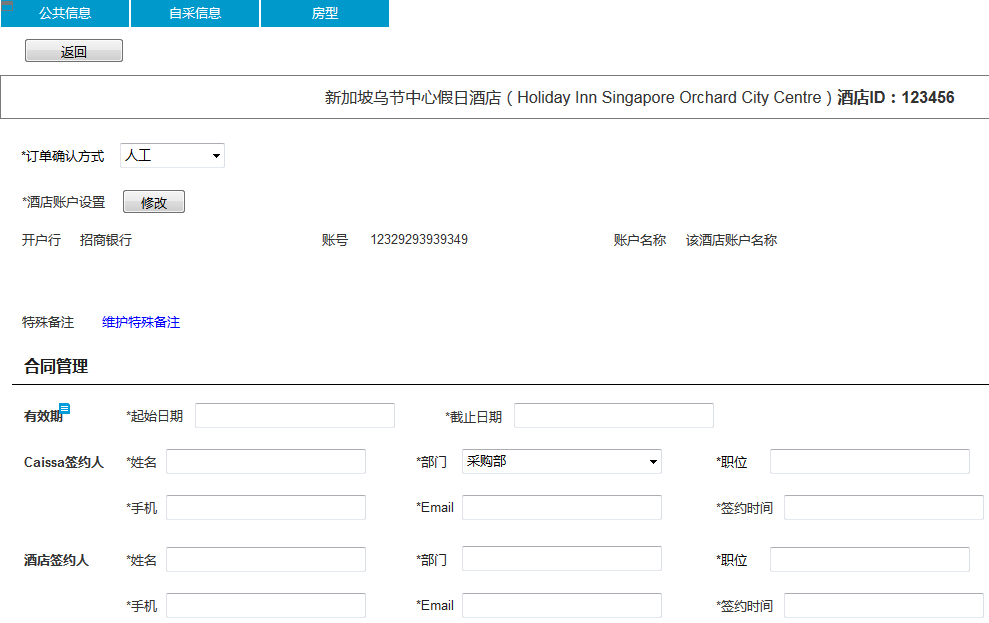 公共信息 自采信息 房型
返回
新加坡乌节中心假日酒店（Holiday Inn Singapore Orchard City Centre）酒店ID：123456
*订单确认方式 人工
*酒店账户设置 修改
开户行 招商银行 账号 12329293939349 账户名称 该酒店账户名称
特殊备注 维护特殊备注
合同管理
有效期 *起始日期 *截止日期
Caissa签约人 *姓名 *部门 采购部 *职位
*手机 *Email *签约时间
酒店签约人 *姓名 *部门 *职位
*手机 *Email *签约时间